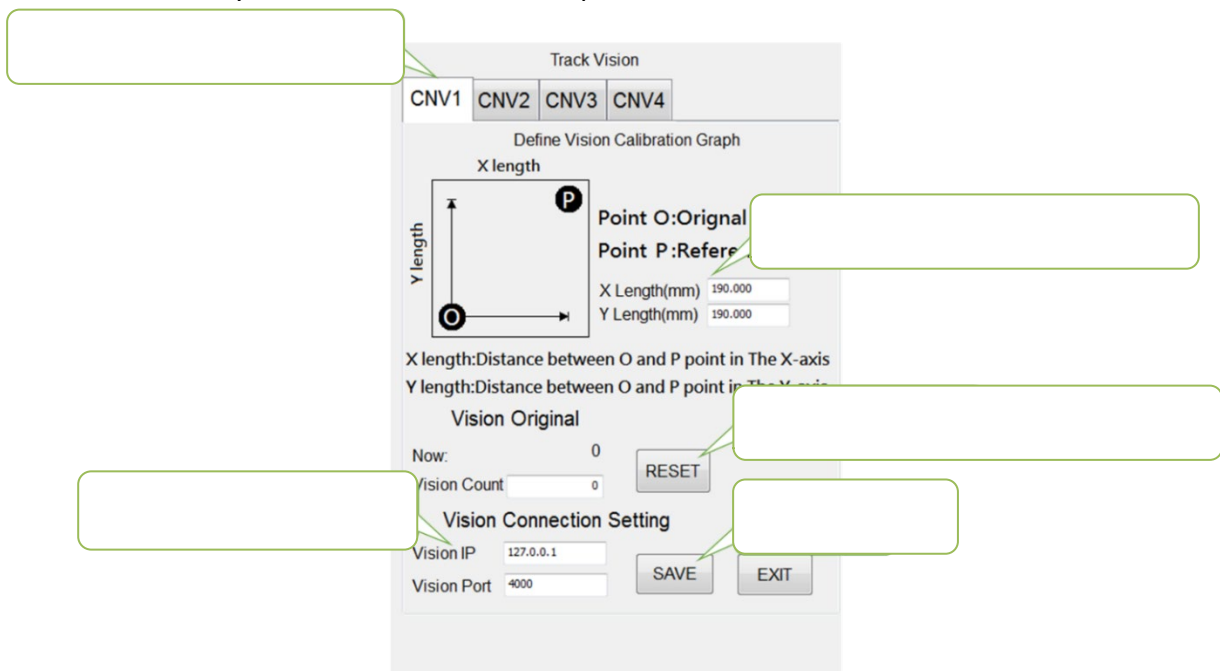 Track Vision
CNV1 CNV2 CNV3 CNV4
Define Vision Calibration Graph
X length
P
Y length
Point O:Orignal
Point P:Refere
X Length(mm) 190.000
Y Length(mm) 190.000
O
X length:Distance between O and P point in The X-axis
Y length:Distance between O and P point in The
Vision Original
Now: 0
RESET
Vision Count 0
Vision Connection Setting
Vision IP 127.0.0.1
SAVE EXIT
Vision Port 4000